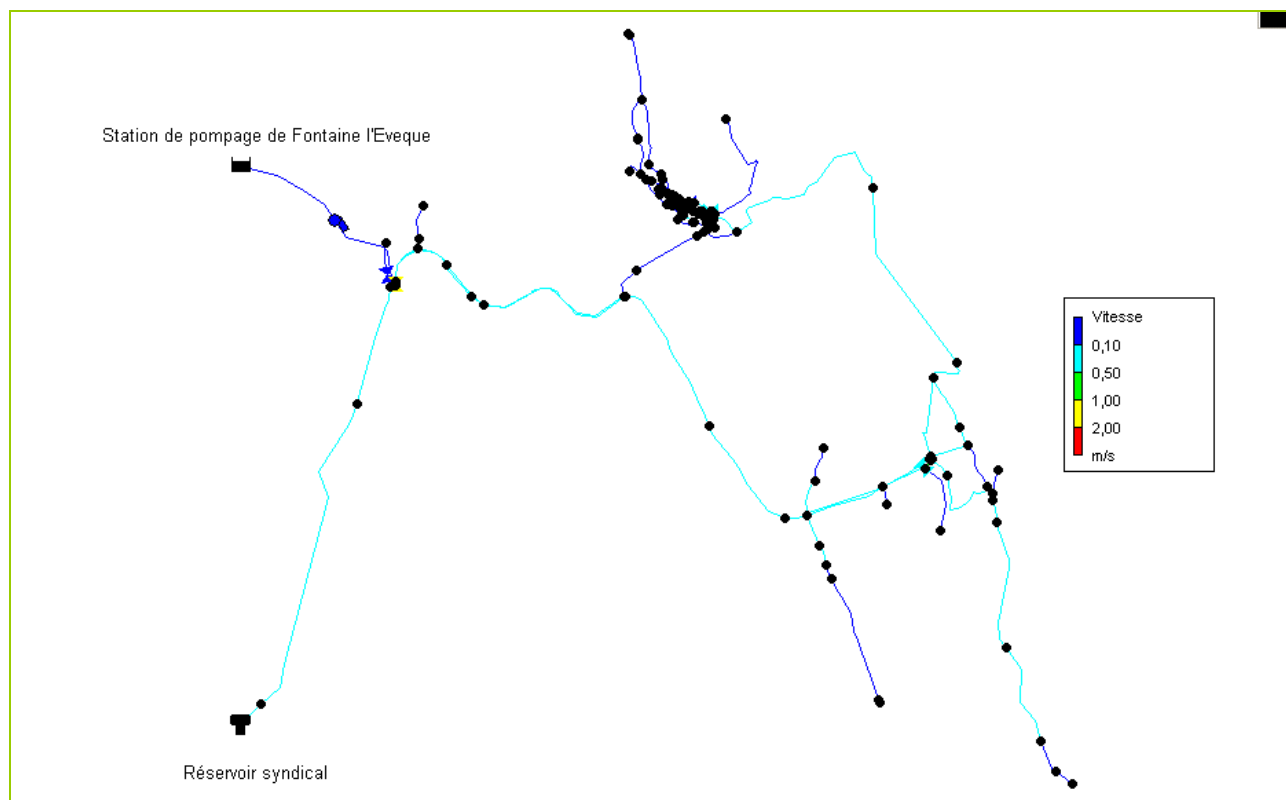 Station de pompage de Fontaine l'Eveque
Vitesse
0,10
0,50
1,00
2,00
m/s
Réservoir syndical